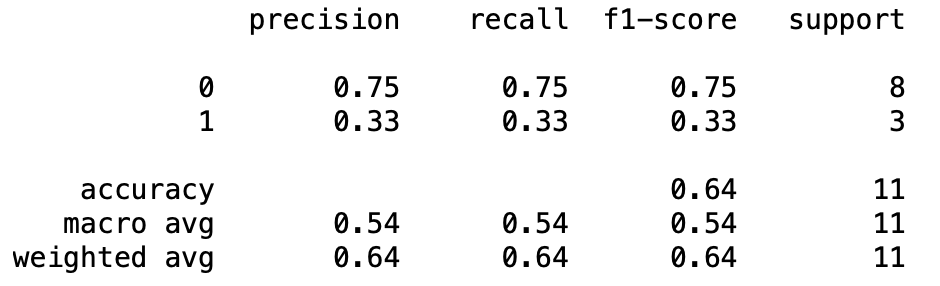 precision recall f1-score support
0 0.75 0.75 0.75 8
1 0.33 0.33 0.33 3
accuracy 0.64 11
macro avg 0.54 0.54 0.54 11
weighted avg 0.64 0.64 0.64 11